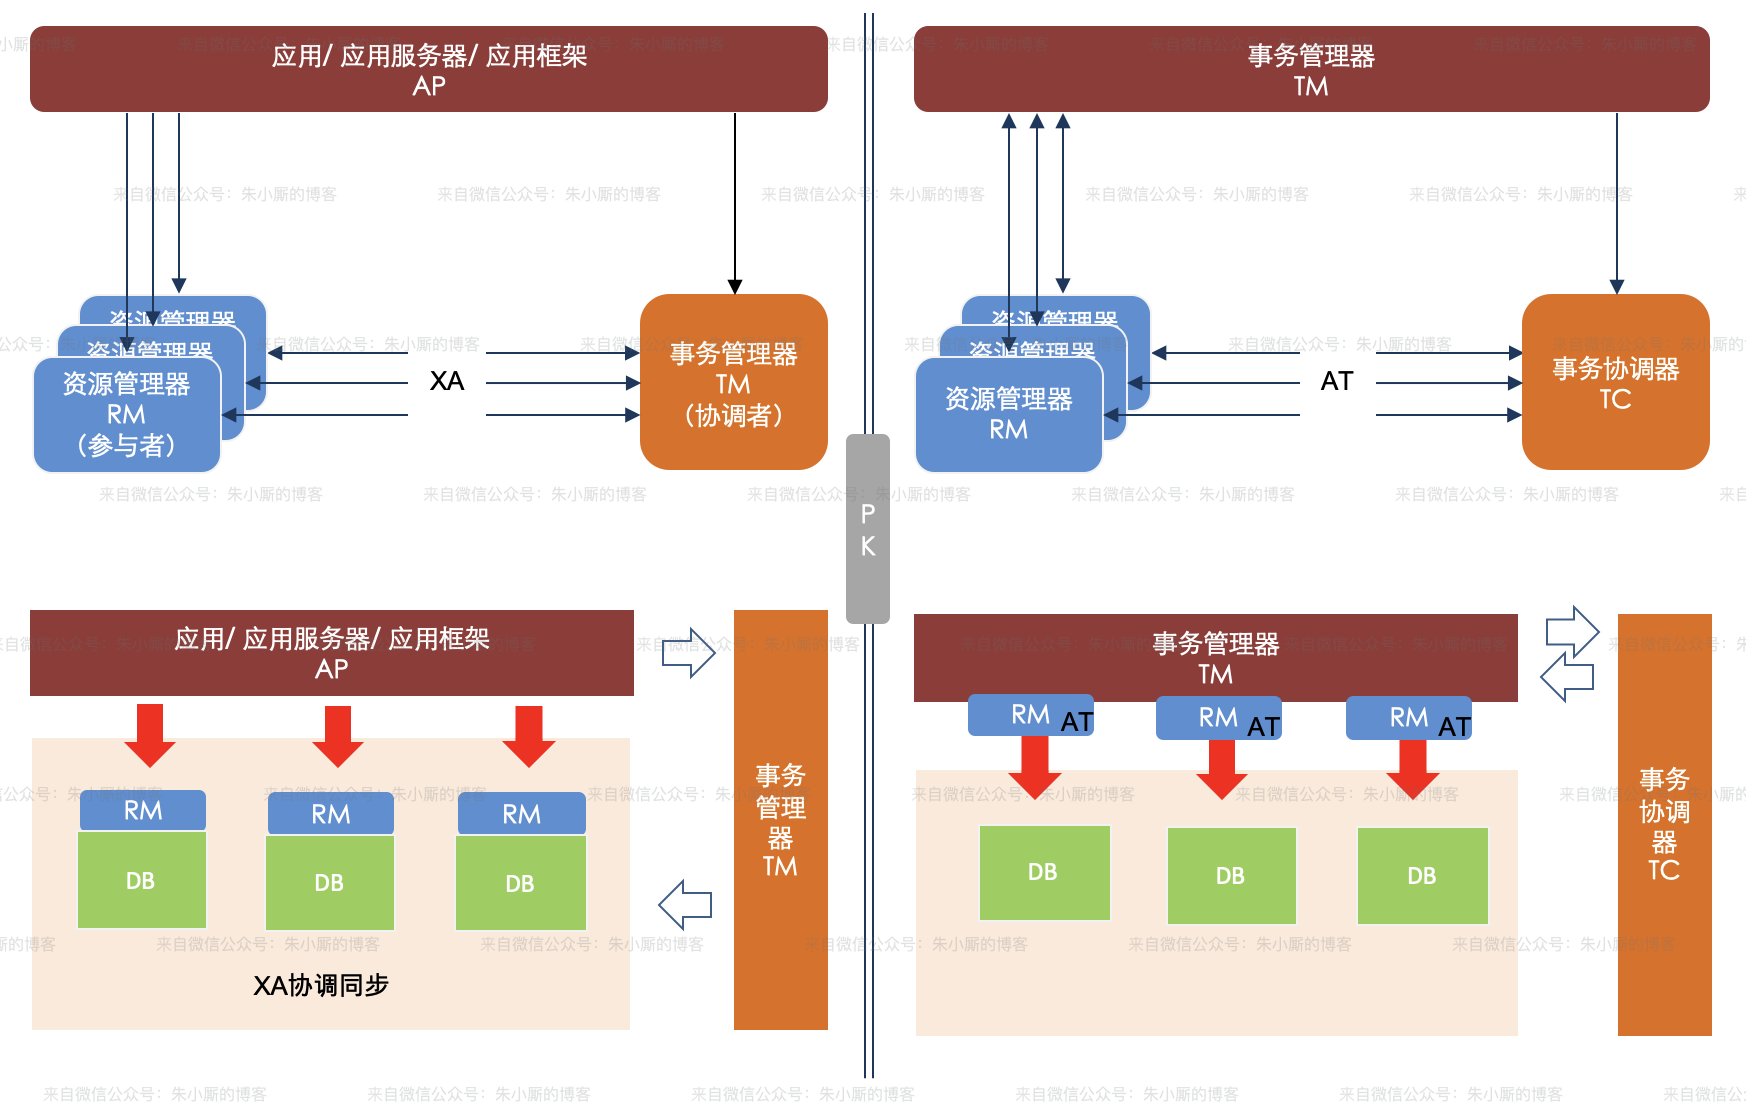 应用/ 应用服务器/ 应用框架
AP
资源管理器
资源管理器
资源管理器
RM
（参与者）
XA
事务管理器
TM
（协调者）
应用/ 应用服务器/ 应用框架
AP
RM
RM
RM
DB
DB
DB
XA协调同步
事务
管理
器
TM
P
K
事务管理器
TM
资源管理器
资源管理器
资源管理器
RM
AT
事务协调器
TC
事务管理器
TM
RM
AT
RM
AT
RM
AT
DB
DB
DB
事务
协调
器
TC
来自微信公众号：朱小厮的博客